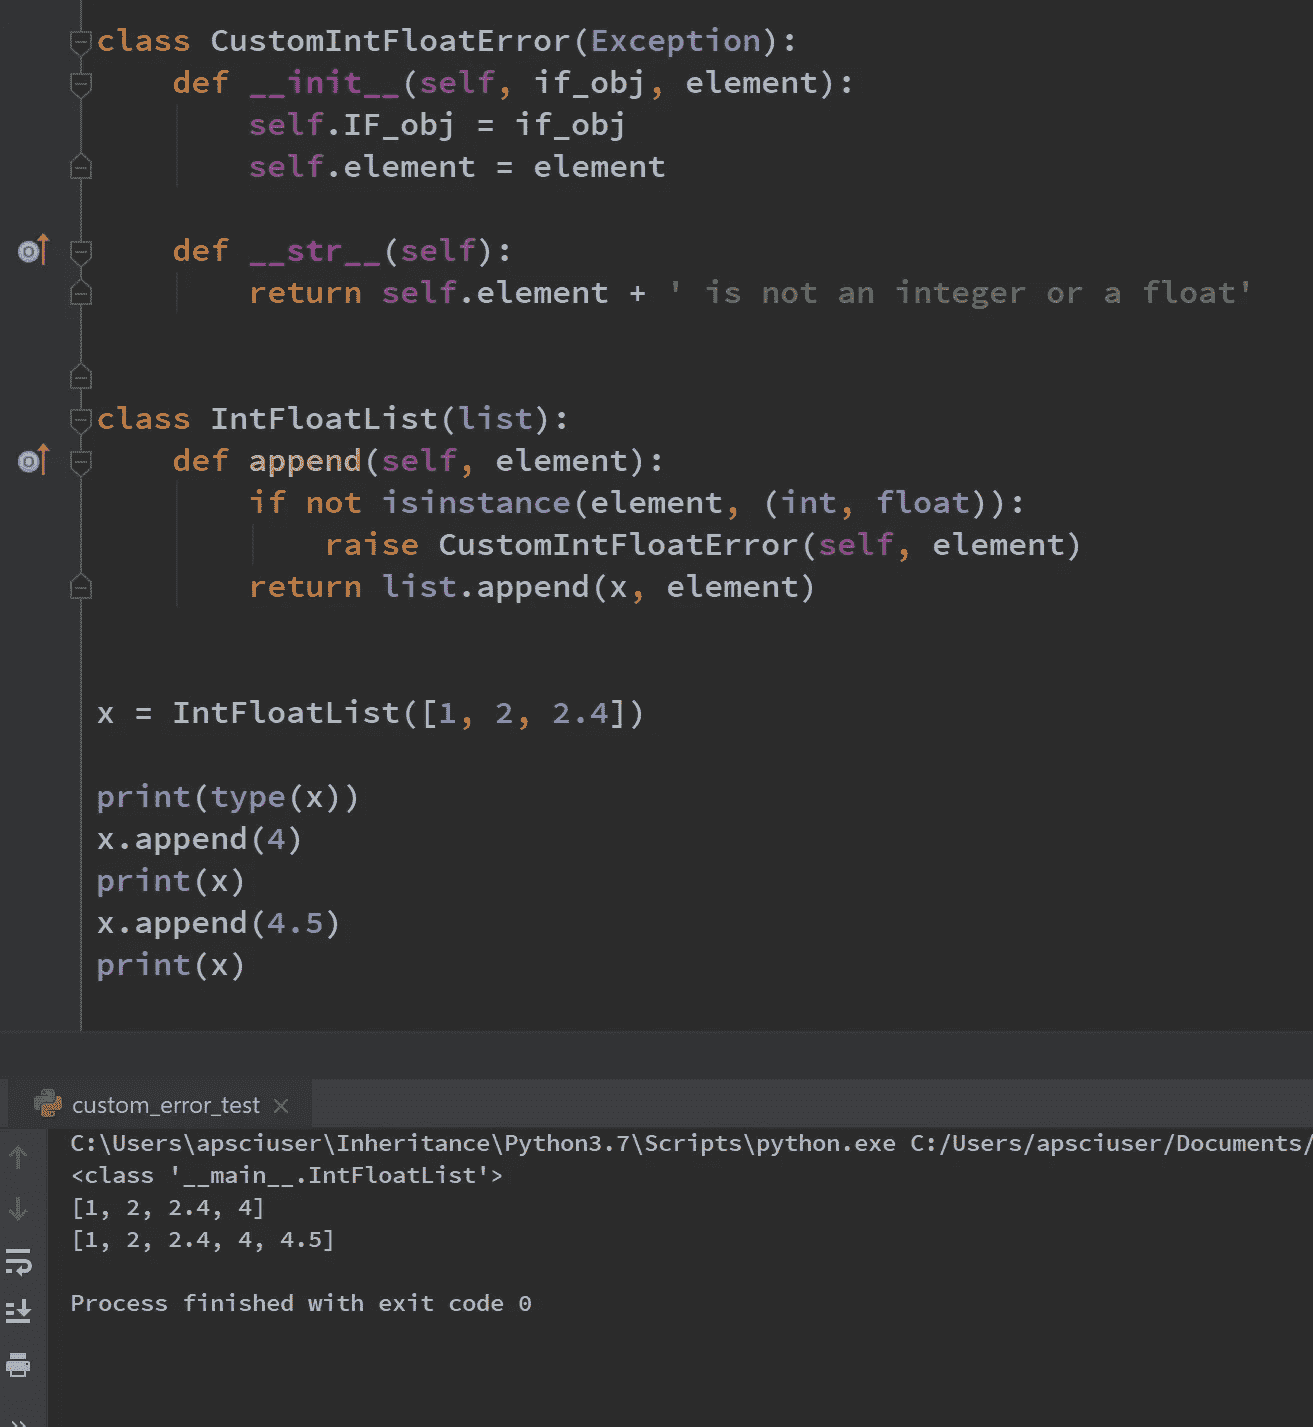 class CustomIntFloatError(Exception):
    def __init__(self, if_obj, element):
        self.IF_obj = if_obj
        self.element = element
    def __str__(self):
        return self.element + ' is not an integer or a float'
class IntFloatList(list):
    def append(self, element):
        if not isinstance(element, (int, float)):
            raise CustomIntFloatError(self, element)
        return list.append(x, element)
x = IntFloatList([1, 2, 2.4])
print(type(x))
x.append(4)
print(x)
x.append(4.5)
print(x)
custom_error_test
C:\Users\apsciuser\Inheritance\Python3.7\Scripts\python.exe C:/Users/apsciuser/Documents/
<class '__main__.IntFloatList'>
[1, 2, 2.4, 4]
[1, 2, 2.4, 4, 4.5]
Process finished with exit code 0